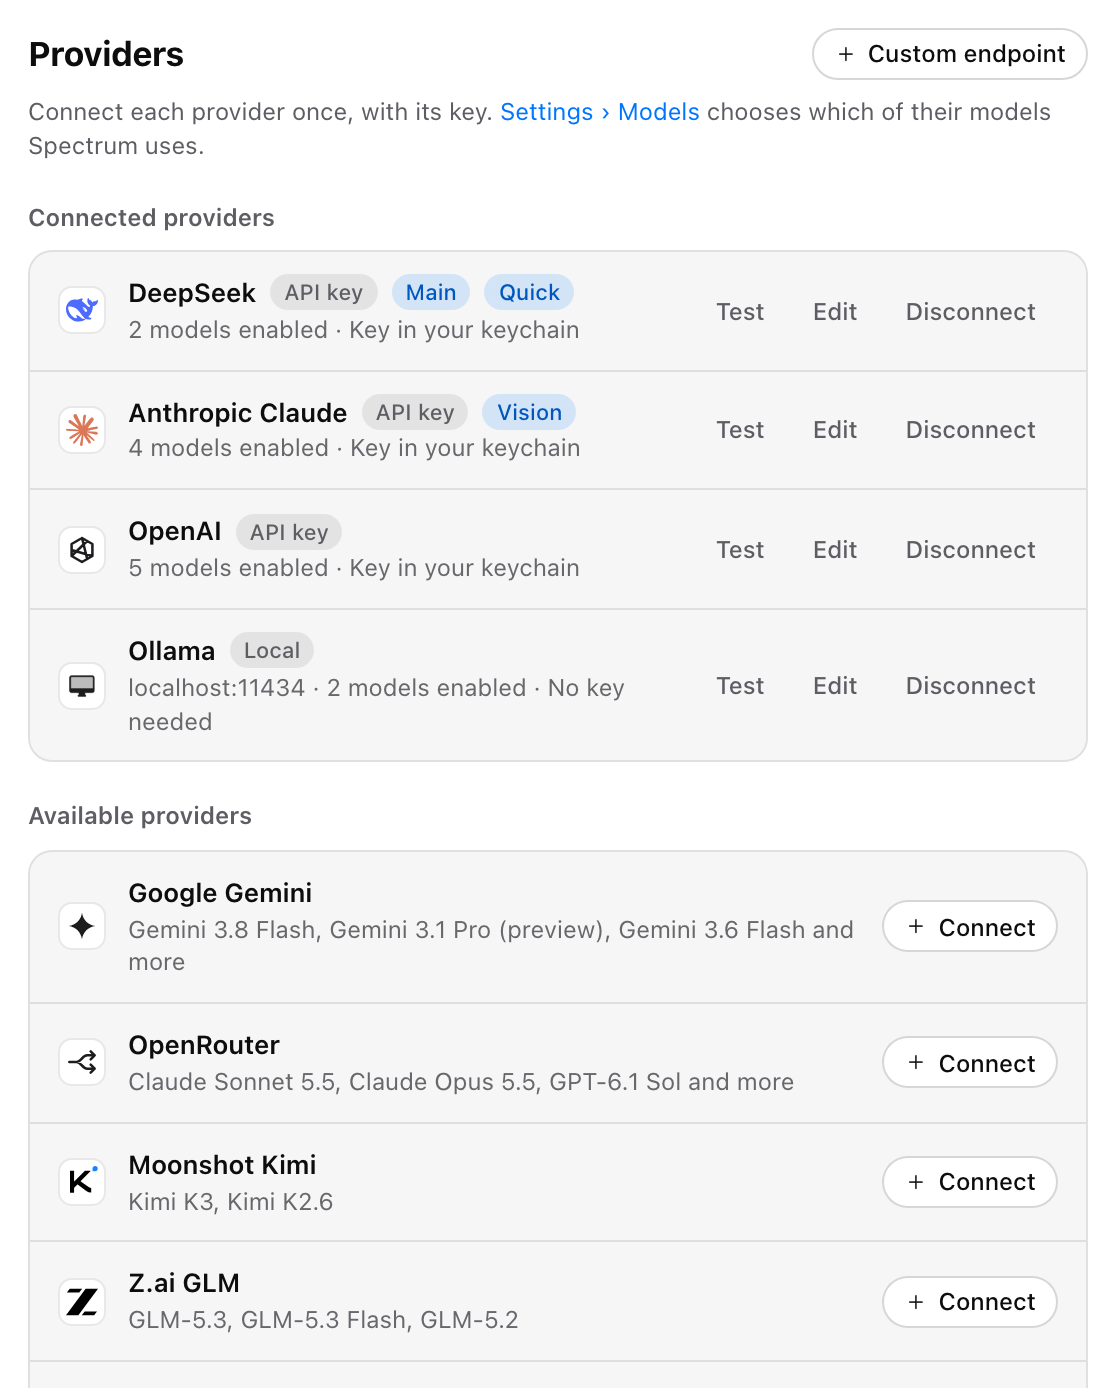 Providers
+ Custom endpoint
Connect each provider once, with its key. Settings › Models chooses which of their models
Spectrum uses.
Connected providers
DeepSeek API key Main Quick
2 models enabled · Key in your keychain
Test Edit Disconnect
Anthropic Claude API key Vision
4 models enabled · Key in your keychain
Test Edit Disconnect
OpenAI API key
5 models enabled · Key in your keychain
Test Edit Disconnect
Ollama Local
localhost:11434 · 2 models enabled · No key
needed
Test Edit Disconnect
Available providers
Google Gemini
Gemini 3.8 Flash, Gemini 3.1 Pro (preview), Gemini 3.6 Flash and
more
+ Connect
OpenRouter
Claude Sonnet 5.5, Claude Opus 5.5, GPT-6.1 Sol and more
+ Connect
Moonshot Kimi
Kimi K3, Kimi K2.6
+ Connect
Z.ai GLM
GLM-5.3, GLM-5.3 Flash, GLM-5.2
+ Connect